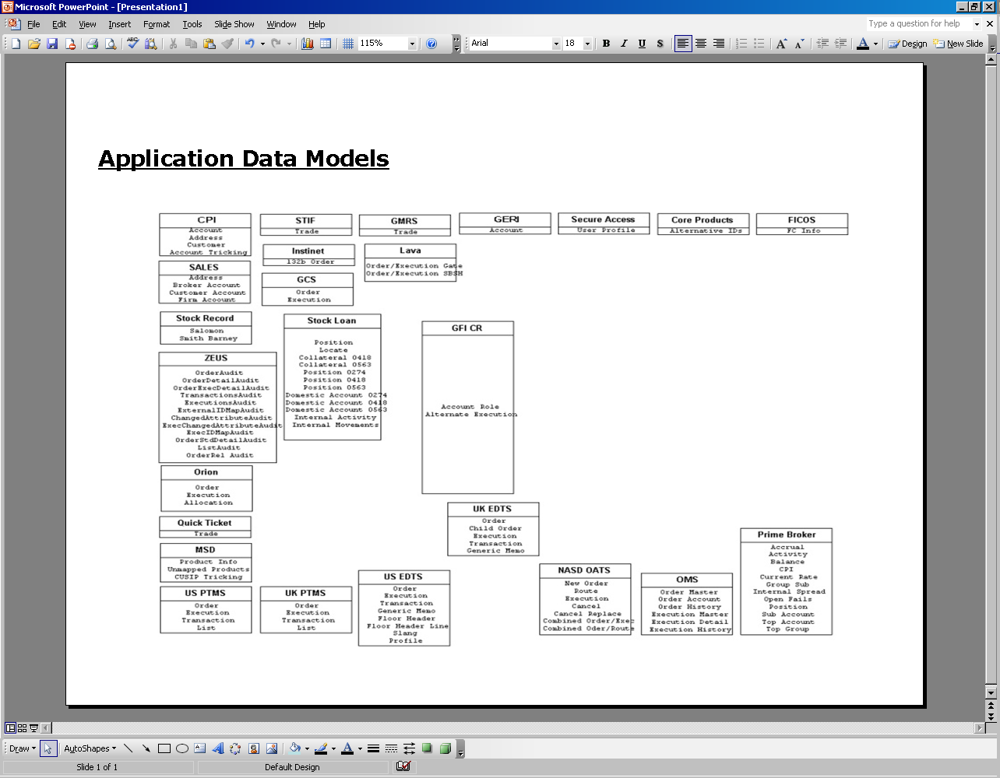 Microsoft PowerPoint - [Presentation1]
File Edit View Insert Format Tools Slide Show Window Help
Type a question for help
115%
Arial
18
B I U S
Design
New Slide
Application Data Models
CPI
Account
Address
Customer
Account Tricking
STIF
Trade
GMRS
Trade
GERI
Account
Secure Access
User Profile
Core Products
Alternative IDs
FICOS
FC Info
Instinet
132b Order
Lava
Order/Execution Gate
Order/Execution SBSH
SALES
Address
Broker Account
Customer Account
Firm Account
GCS
Order
Execution
Stock Record
Salomon
Smith Barney
Stock Loan
Position
Locate
Collateral 0418
Collateral 0563
Position 0274
Position 0418
Position 0563
Domestic Account 0274
Domestic Account 0418
Domestic Account 0563
Internal Activity
Internal Movements
GFI CR
Account Role
Alternate Execution
ZEUS
OrderAudit
OrderDetailAudit
OrderExecDetailAudit
TransactionsAudit
ExecutionsAudit
ExternalIDMapAudit
ChangedAttributeAudit
ExecChangedAttributeAudit
ExecIDMapAudit
OrderStdDetailAudit
ListAudit
OrderRel Audit
Orion
Order
Execution
Allocation
UK EDTS
Order
Child Order
Execution
Transaction
Generic Memo
Quick Ticket
Trade
MSD
Product Info
Unmapped Products
CUSIP Tricking
US PTMS
Order
Execution
Transaction
List
UK PTMS
Order
Execution
Transaction
List
US EDTS
Order
Execution
Transaction
Generic Memo
Floor Header
Floor Header Line
Slang
Profile
NASD OATS
New Order
Route
Execution
Cancel
Cancel Replace
Combined Order/Exec
Combined Oder/Route
OMS
Order Master
Order Account
Order History
Execution Master
Execution Detail
Execution History
Prime Broker
Accrual
Activity
Balance
CPI
Current Rate
Group Sub
Internal Spread
Open Fails
Position
Sub Account
Top Account
Top Group
Draw
AutoShapes
Slide 1 of 1
Default Design